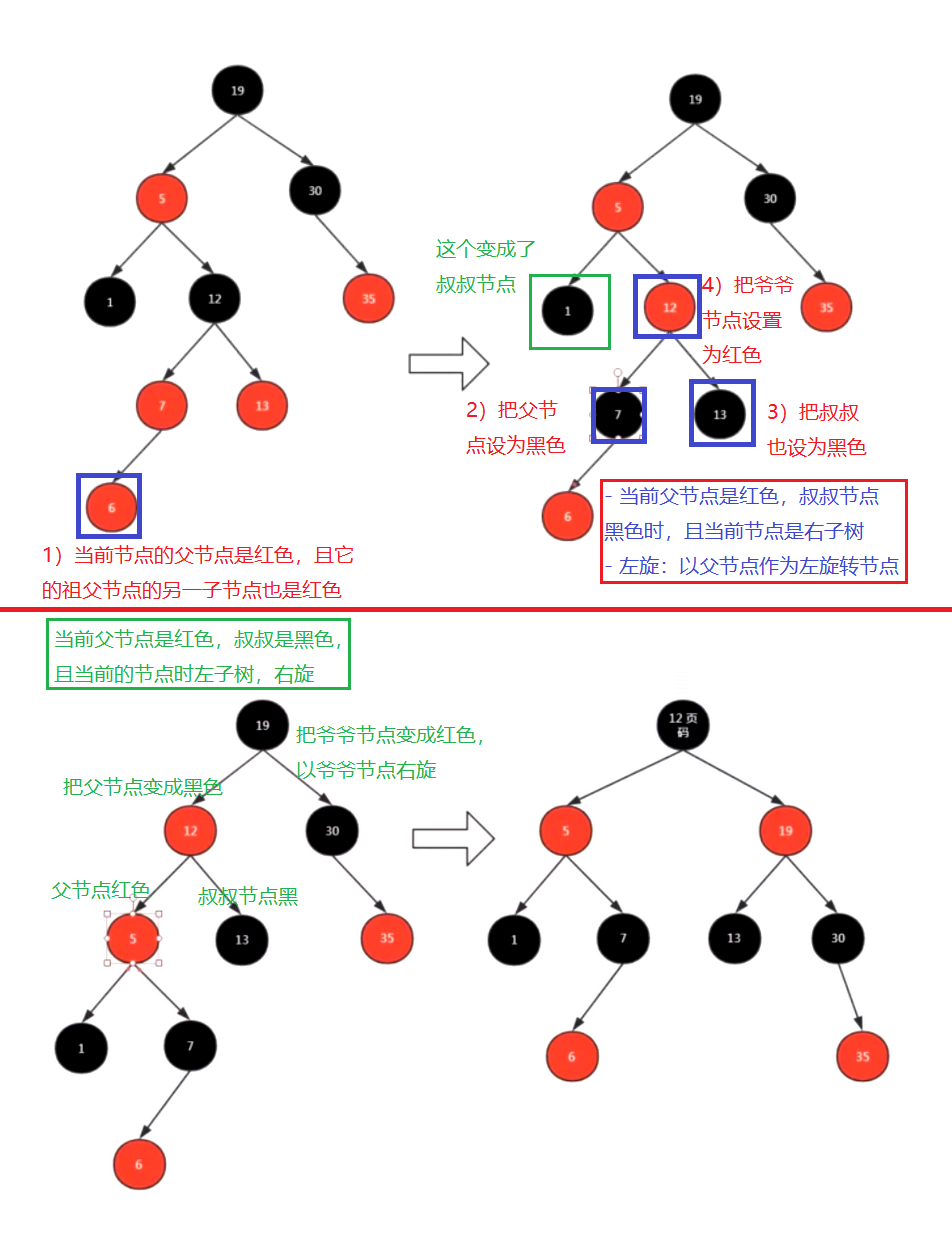 19
5
30
1
12
35
7
13
6
1）当前节点的父节点是红色，且它
的祖父节点的另一子节点也是红色
19
5
30
这个变成了
叔叔节点
1
12
35
4）把爷爷
节点设置
为红色
2）把父节
点设为黑色
7
13
3）把叔叔
也设为黑色
6
- 当前父节点是红色，叔叔节点
黑色时，且当前节点是右子树
- 左旋：以父节点作为左旋转节点
当前父节点是红色，叔叔是黑色，
且当前的节点时左子树，右旋
19
把爷爷节点变成红色，
以爷爷节点右旋
把父节点变成黑色
12
30
父节点红色
叔叔节点黑
5
13
35
1
7
6
12 页
码
5
19
1
7
13
30
6
35